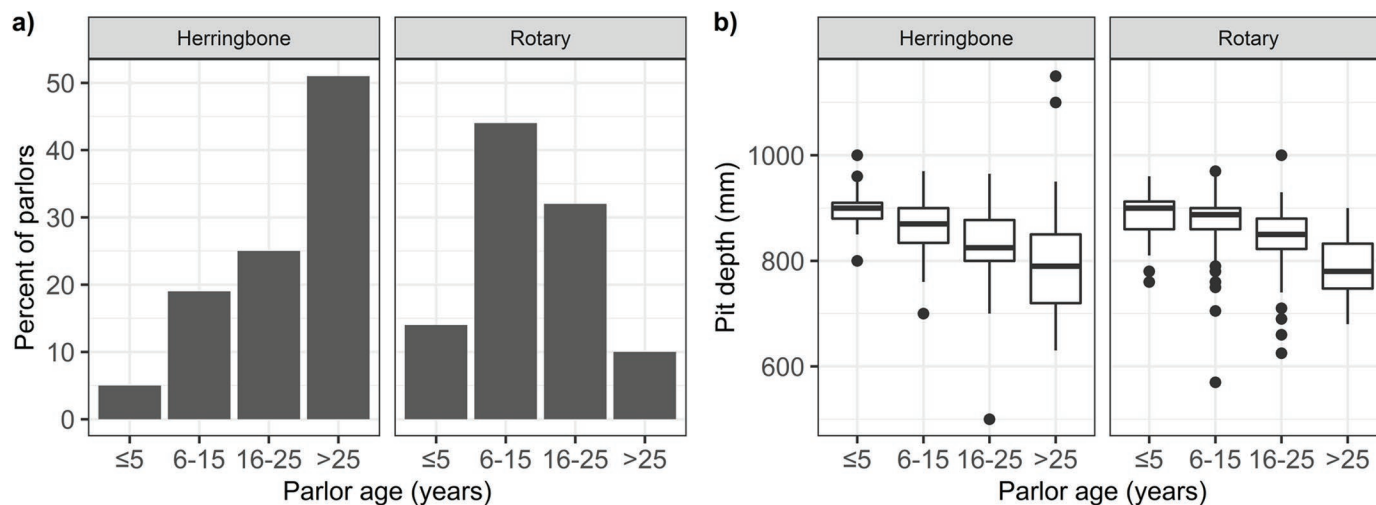 a)
Herringbone
Rotary
Percent of parlors
50
40
30
20
10
0
≤5 6-15 16-25 >25
≤5 6-15 16-25 >25
Parlor age (years)
b)
Herringbone
Rotary
Pit depth (mm)
1000
800
600
≤5 6-15 16-25 >25
≤5 6-15 16-25 >25
Parlor age (years)